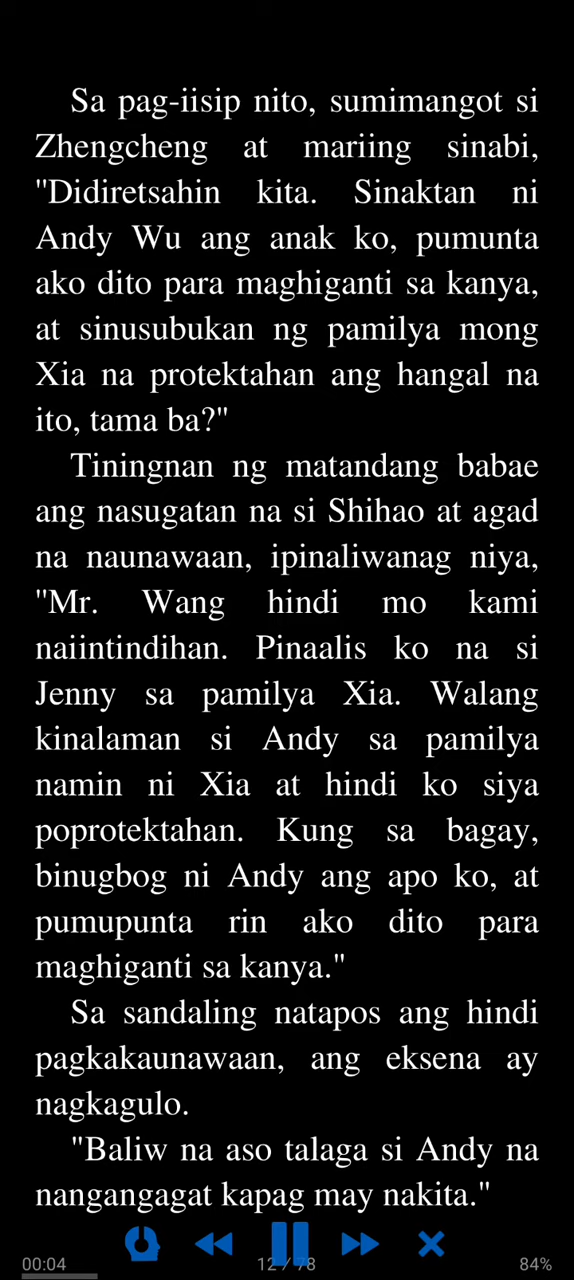 Sa pag-iisip nito, sumimangot si
Zhengcheng at mariing sinabi,
"Didiretsahin kita. Sinaktan ni
Andy Wu ang anak ko, pumunta
ako dito para maghiganti sa kanya,
at sinusubukan ng pamilya mong
Xia na protektahan ang hangal na
ito, tama ba?"
Tiningnan ng matandang babae
ang nasugatan na si Shihao at agad
na naunawaan, ipinaliwanag niya,
"Mr. Wang hindi mo kami
naiintindihan. Pinaalis ko na si
Jenny sa pamilya Xia. Walang
kinalaman si Andy sa pamilya
namin ni Xia at hindi ko siya
poprotektahan. Kung sa bagay,
binugbog ni Andy ang apo ko, at
pumupunta rin ako dito para
maghiganti sa kanya."
Sa sandaling natapos ang hindi
pagkakaunawaan, ang eksena ay
nagkagulo.
"Baliw na aso talaga si Andy na
nangangagat kapag may nakita."
00:04 12 / 78 84%